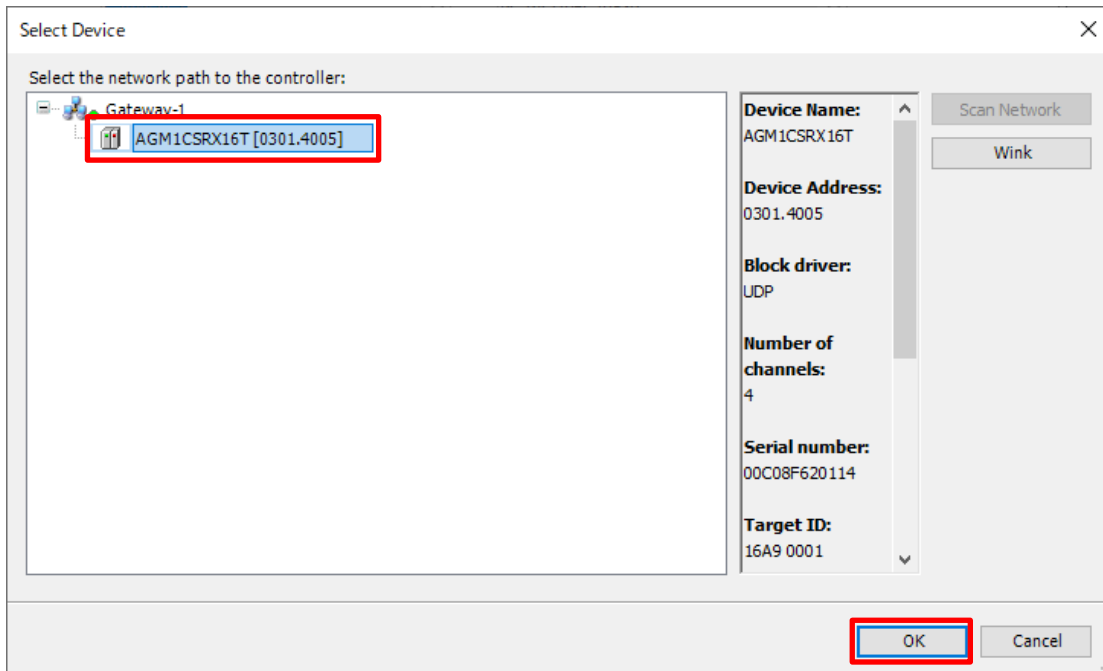 Select Device
Select the network path to the controller:
Gateway-1
AGM1CSRX16T [0301.4005]
Device Name:
AGM1CSRX16T
Device Address:
0301.4005
Block driver:
UDP
Number of
channels:
4
Serial number:
00C08F620114
Target ID:
16A9 0001
Scan Network
Wink
OK
Cancel